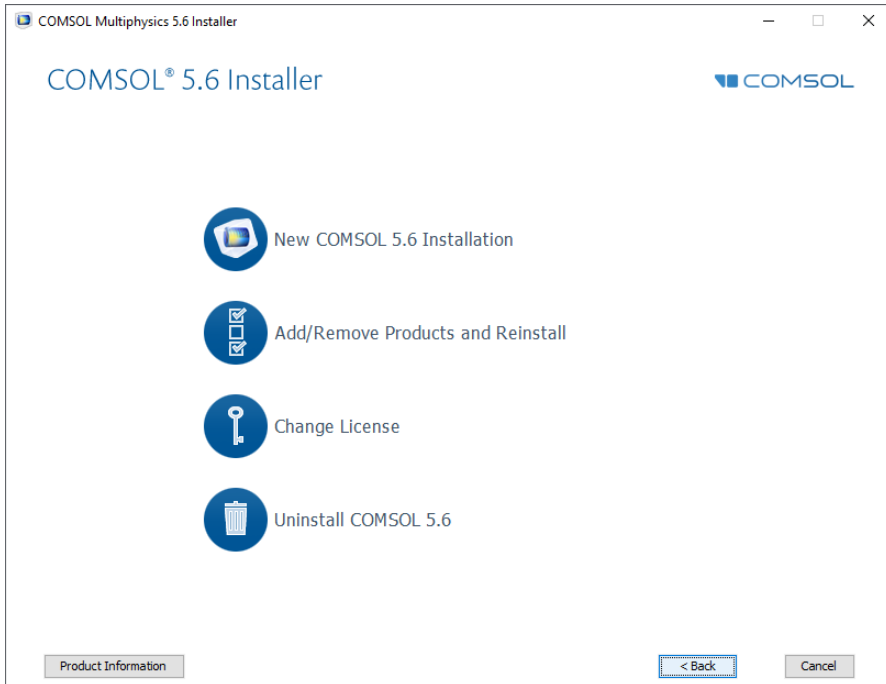 COMSOL Multiphysics 5.6 Installer
COMSOL® 5.6 Installer
COMSOL
New COMSOL 5.6 Installation
Add/Remove Products and Reinstall
Change License
Uninstall COMSOL 5.6
Product Information
< Back
Cancel